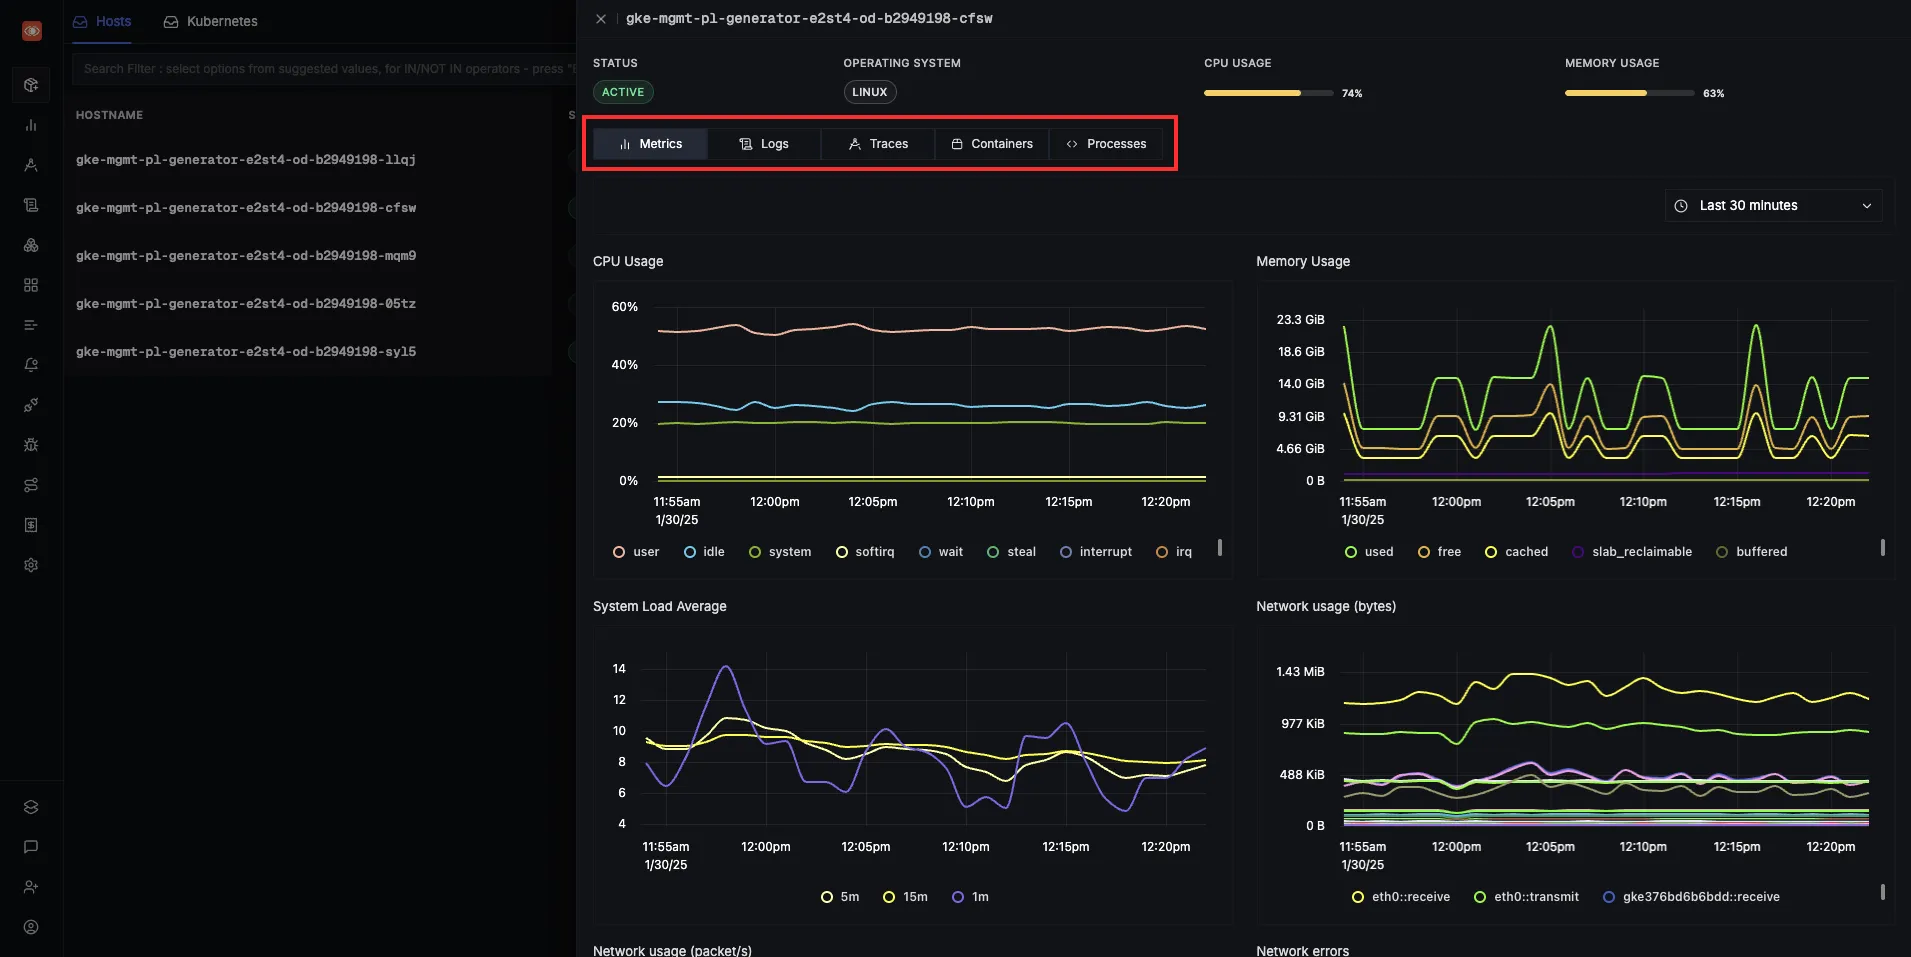 Hosts
Kubernetes
Search Filter : select options from suggested values, for IN/NOT IN operators - press "E
HOSTNAME
S
gke-mgmt-pl-generator-e2st4-od-b2949198-llqj
gke-mgmt-pl-generator-e2st4-od-b2949198-cfsw
gke-mgmt-pl-generator-e2st4-od-b2949198-mqm9
gke-mgmt-pl-generator-e2st4-od-b2949198-05tz
gke-mgmt-pl-generator-e2st4-od-b2949198-syl5
gke-mgmt-pl-generator-e2st4-od-b2949198-cfsw
STATUS
OPERATING SYSTEM
CPU USAGE
MEMORY USAGE
ACTIVE
LINUX
74%
63%
Metrics
Logs
Traces
Containers
Processes
Last 30 minutes
CPU Usage
60%
40%
20%
0%
11:55am
12:00pm
12:05pm
12:10pm
12:15pm
12:20pm
1/30/25
user
idle
system
softirq
wait
steal
interrupt
irq
Memory Usage
23.3 GiB
18.6 GiB
14.0 GiB
9.31 GiB
4.66 GiB
0 B
11:55am
12:00pm
12:05pm
12:10pm
12:15pm
12:20pm
1/30/25
used
free
cached
slab_reclaimable
buffered
System Load Average
14
12
10
8
6
4
11:55am
12:00pm
12:05pm
12:10pm
12:15pm
12:20pm
1/30/25
5m
15m
1m
Network usage (bytes)
1.43 MiB
977 KiB
488 KiB
0 B
11:55am
12:00pm
12:05pm
12:10pm
12:15pm
12:20pm
1/30/25
eth0::receive
eth0::transmit
gke376bd6b6bdd::receive
Network usage (packet/s)
Network errors